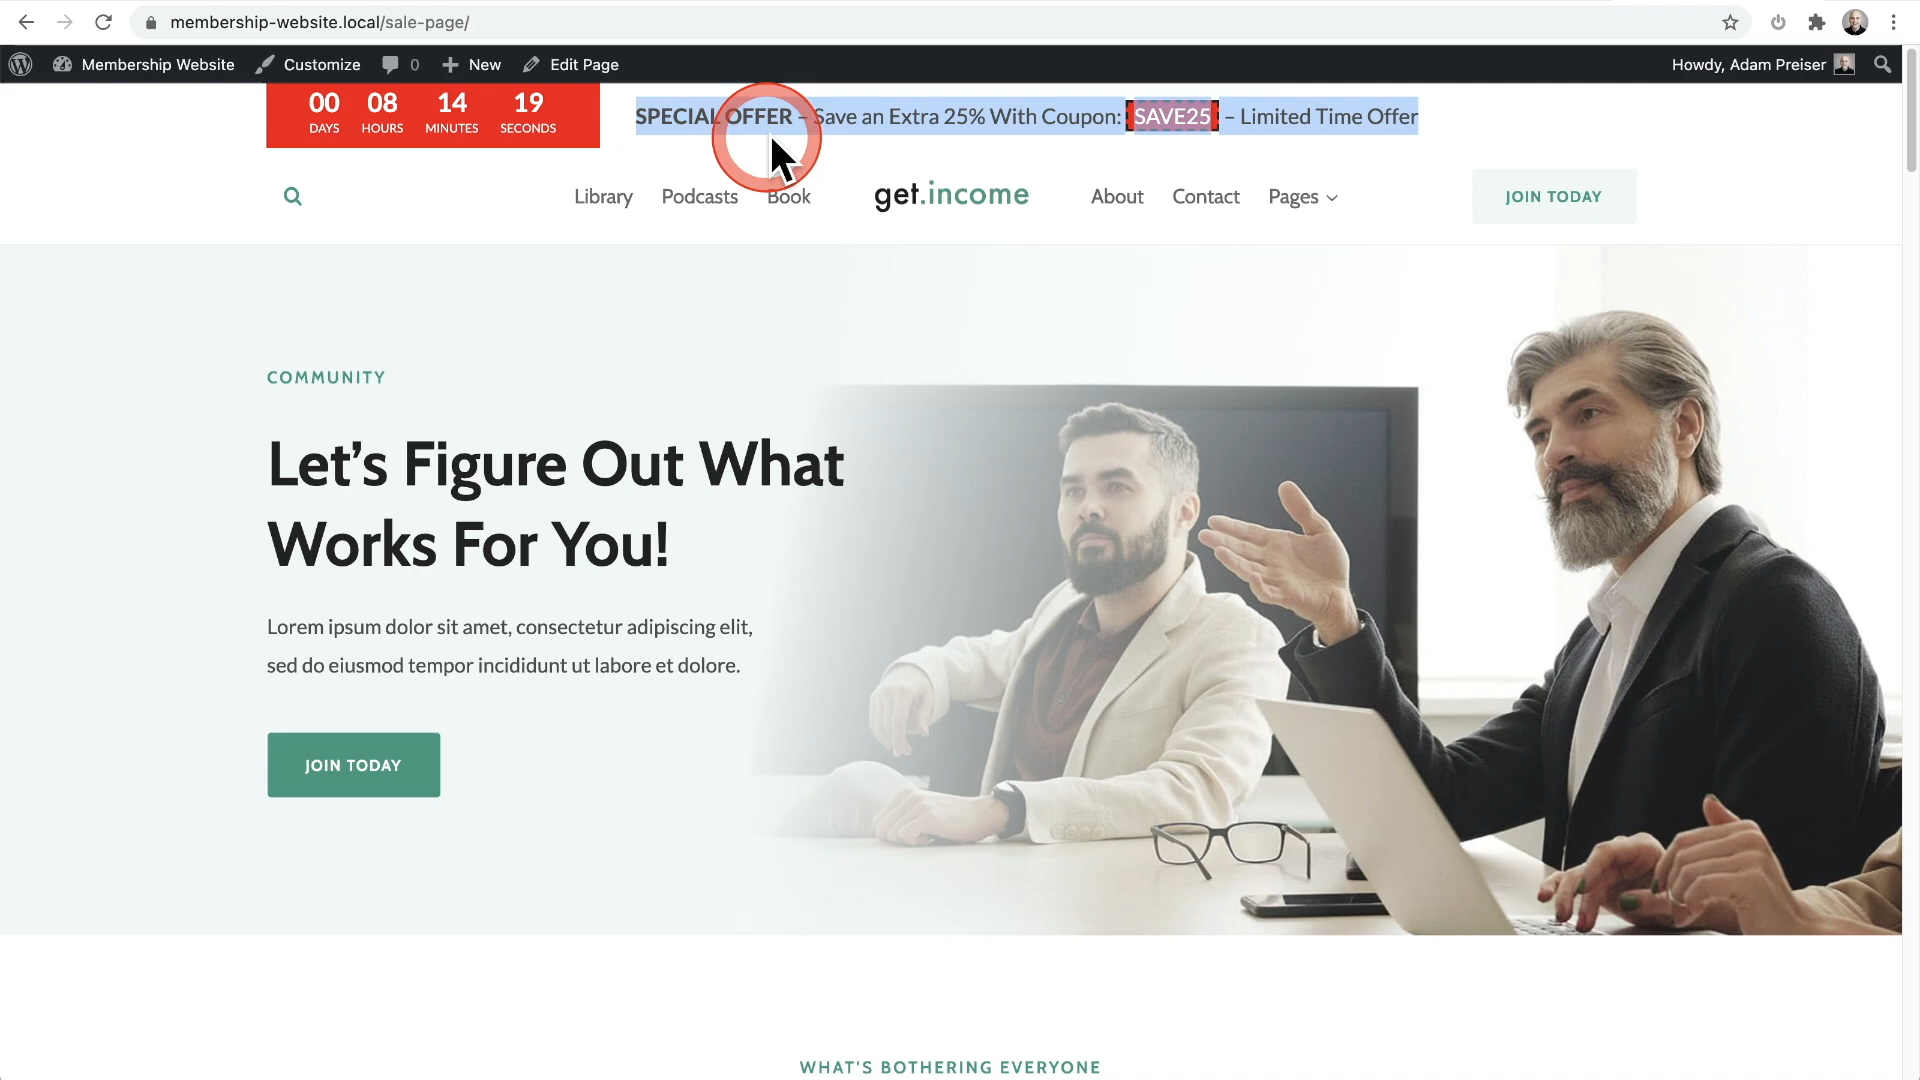 membership-website.local/sale-page/
Membership Website Customize 0 New Edit Page Howdy, Adam Preiser
00 08 14 19
DAYS HOURS MINUTES SECONDS
SPECIAL OFFER – Save an Extra 25% With Coupon: SAVE25 – Limited Time Offer
Library Podcasts Book get.income About Contact Pages JOIN TODAY
COMMUNITY
Let’s Figure Out What
Works For You!
Lorem ipsum dolor sit amet, consectetur adipiscing elit,
sed do eiusmod tempor incididunt ut labore et dolore.
JOIN TODAY
WHAT'S BOTHERING EVERYONE